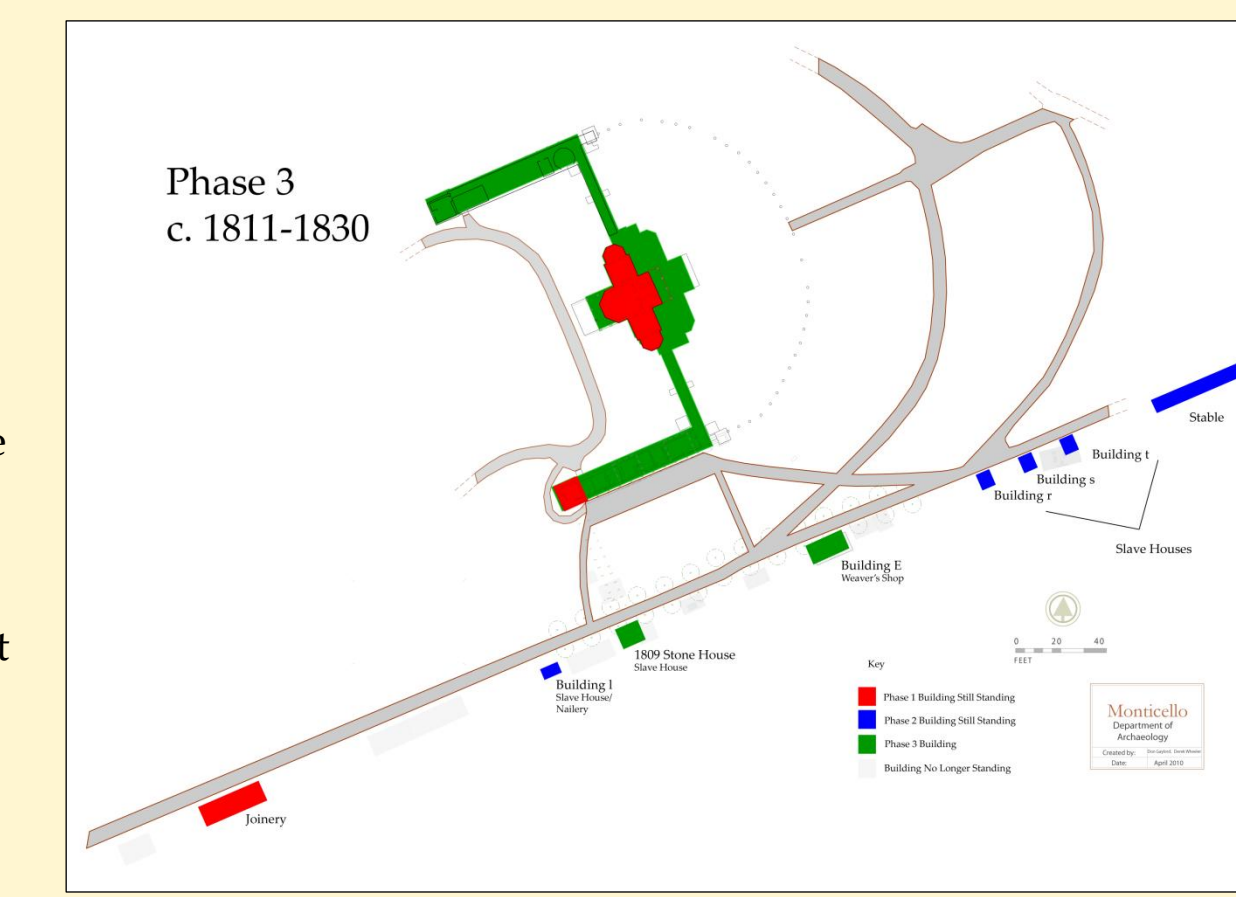 Phase 3
c. 1811-1830
e
t
Stable
Building t
Building s
Building r
Slave Houses
Building E
Weaver's Shop
1809 Stone House
Slave House
Building l
Slave House/
Nailery
Joinery
0 20 40
FEET
Key
Phase 1 Building Still Standing
Phase 2 Building Still Standing
Phase 3 Building
Building No Longer Standing
Monticello
Department of
Archaeology
Created by:
Date: April 2010